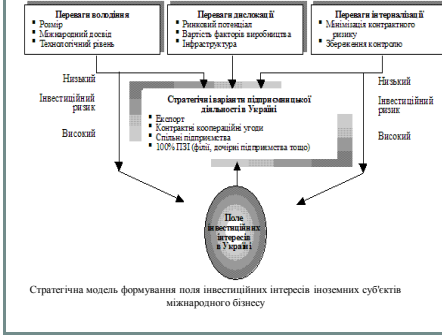 Переваги володіння
Розмір
Міжнародний досвід
Технологічний рівень
Переваги дислокації
Ринковий потенціал
Вартість факторів виробництва
Інфраструктура
Переваги інтерналізації
Мінімізація контрактного
ризику
Збереження контролю
Низький
Інвестиційний
ризик
Високий
Низький
Інвестиційний
ризик
Високий
Стратегічні варіанти підприємницької
діяльності в Україні
Експорт
Контрактні коопераційні угоди
Спільні підприємства
100% ПЗІ (філії, дочірні підприємства тощо)
Поле
інвестиційних
інтересів
в Україні
Стратегічна модель формування поля інвестиційних інтересів іноземних суб'єктів
міжнародного бізнесу